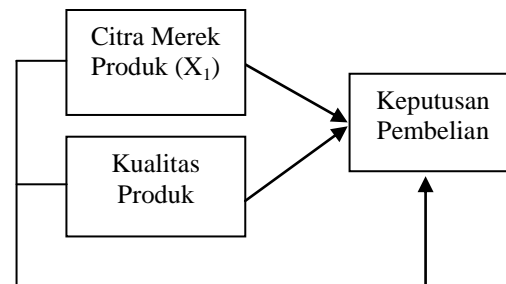 Citra Merek
Produk (X₁)
Keputusan
Pembelian
Kualitas
Produk